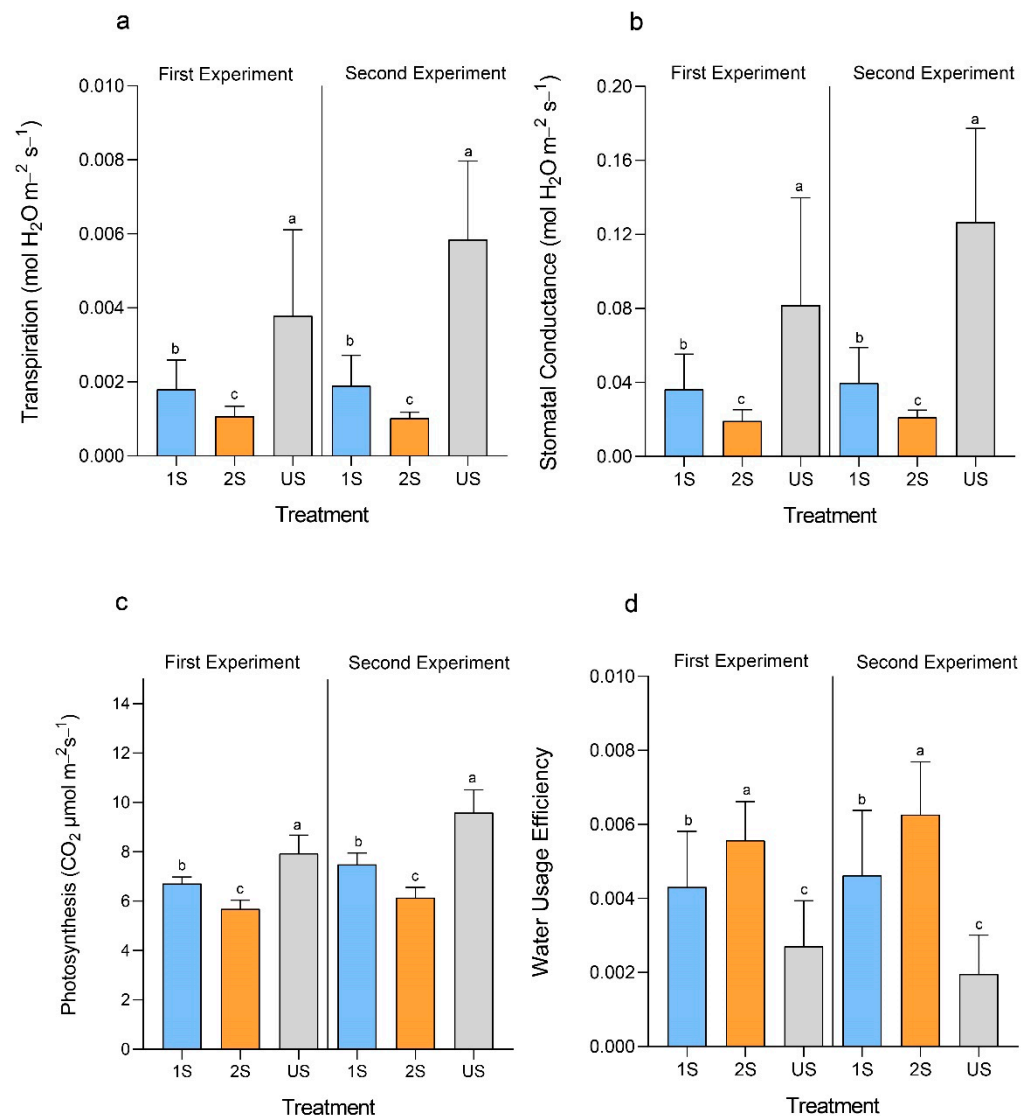 a
First Experiment Second Experiment
Transpiration (mol H₂O m⁻² s⁻¹)
0.010
0.008
0.006
0.004
0.002
0.000
b
c
a
b
c
a
1S 2S US 1S 2S US
Treatment
b
First Experiment Second Experiment
Stomatal Conductance (mol H₂O m⁻² s⁻¹)
0.20
0.16
0.12
0.08
0.04
0.00
b
c
a
b
c
a
1S 2S US 1S 2S US
Treatment
c
First Experiment Second Experiment
Photosynthesis (CO₂ µmol m⁻²s⁻¹)
14
12
10
8
6
4
2
0
b
c
a
b
c
a
1S 2S US 1S 2S US
Treatment
d
First Experiment Second Experiment
Water Usage Efficiency
0.010
0.008
0.006
0.004
0.002
0.000
b
a
c
b
a
c
1S 2S US 1S 2S US
Treatment